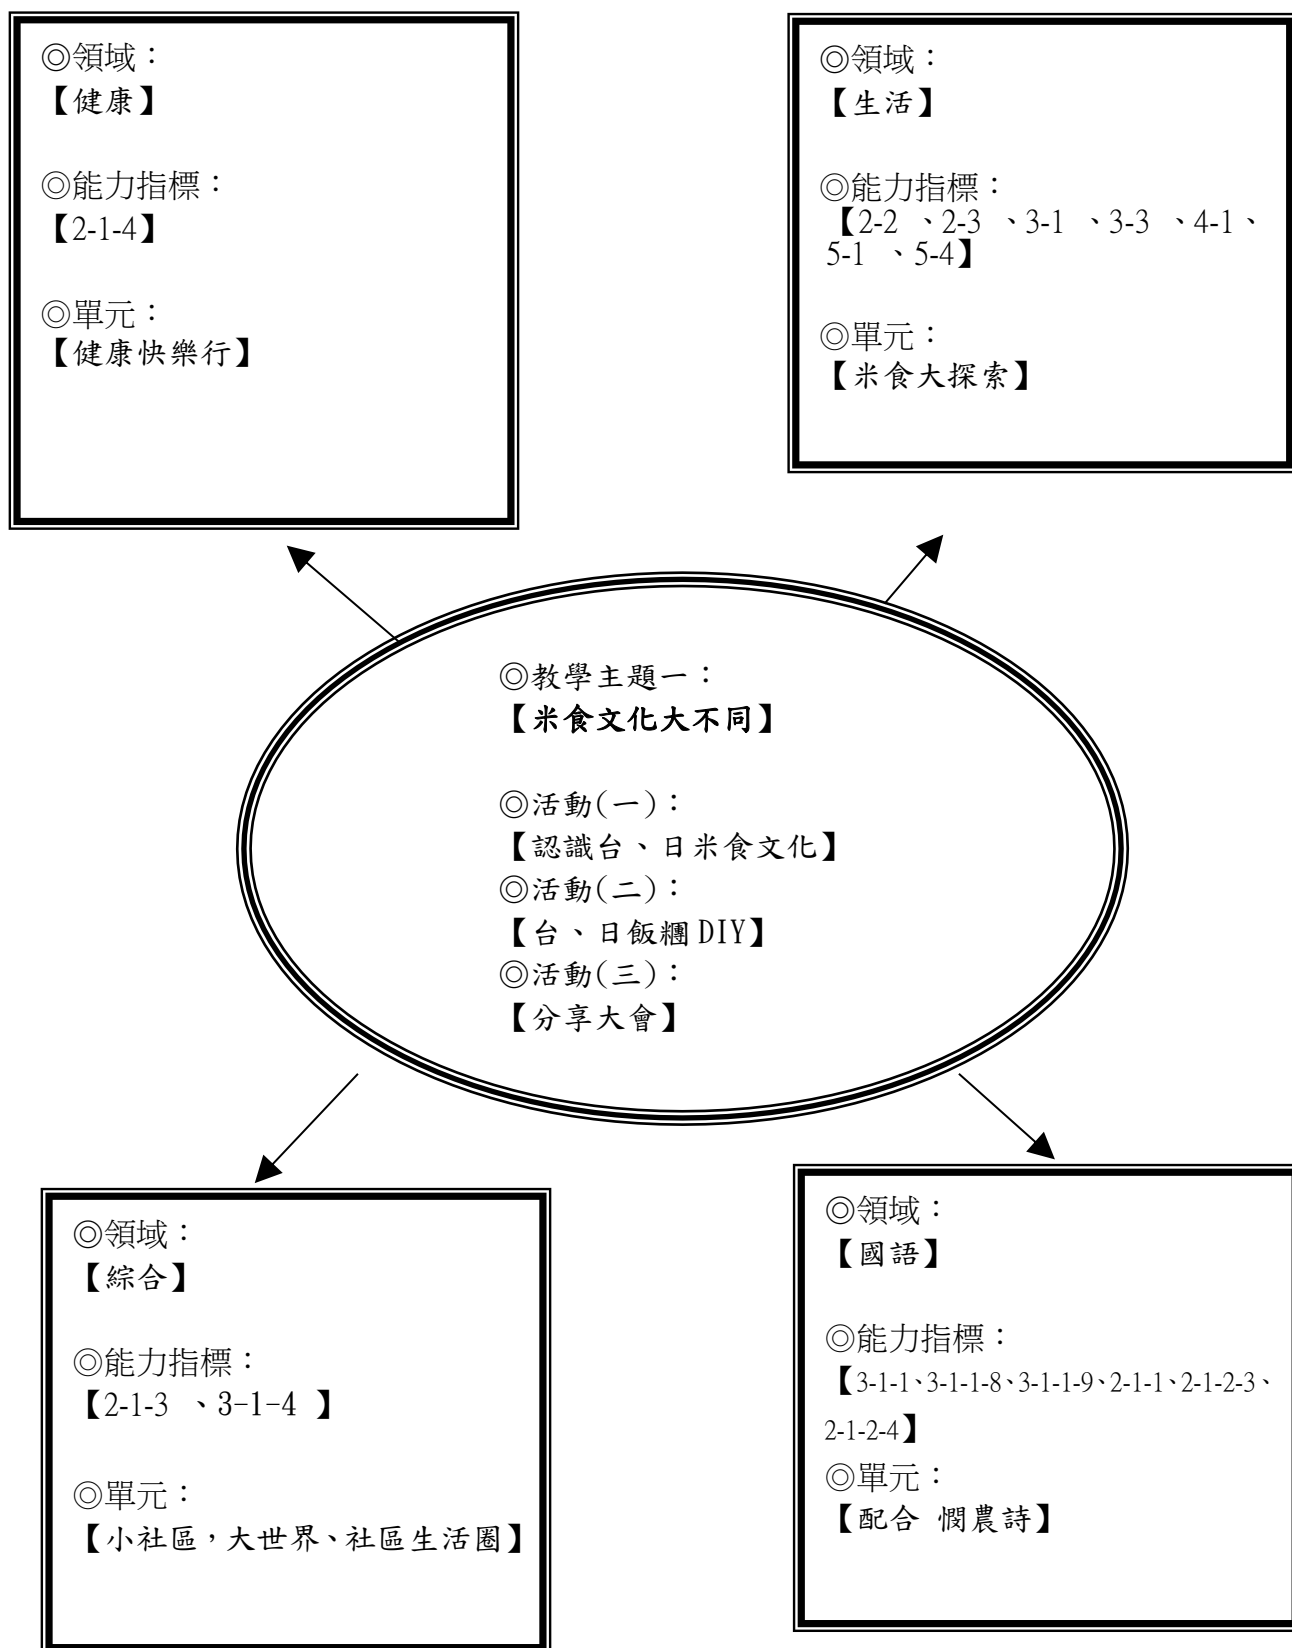 ◎領域：
【健康】
◎能力指標：
【2-1-4】
◎單元：
【健康快樂行】
◎領域：
【生活】
◎能力指標：
【2-2 、2-3 、3-1 、3-3 、4-1、
5-1 、5-4】
◎單元：
【米食大探索】
◎教學主題一：
【米食文化大不同】
◎活動(一)：
【認識台、日米食文化】
◎活動(二)：
【台、日飯糰 DIY】
◎活動(三)：
【分享大會】
◎領域：
【綜合】
◎能力指標：
【2-1-3 、3-1-4 】
◎單元：
【小社區，大世界、社區生活圈】
◎領域：
【國語】
◎能力指標：
【3-1-1、3-1-1-8、3-1-1-9、2-1-1、2-1-2-3、
2-1-2-4】
◎單元：
【配合 憫農詩】